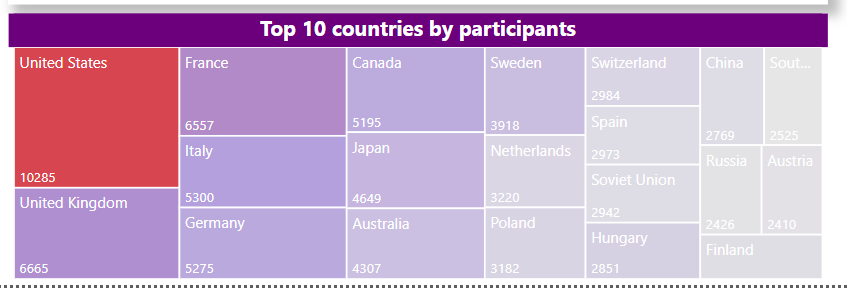 Top 10 countries by participants
United States
10285
United Kingdom
6665
France
6557
Italy
5300
Germany
5275
Canada
5195
Japan
4649
Australia
4307
Sweden
3918
Netherlands
3220
Poland
3182
Switzerland
2984
Spain
2973
Soviet Union
2942
Hungary
2851
China
2769
Sout...
2525
Russia
2426
Austria
2410
Finland